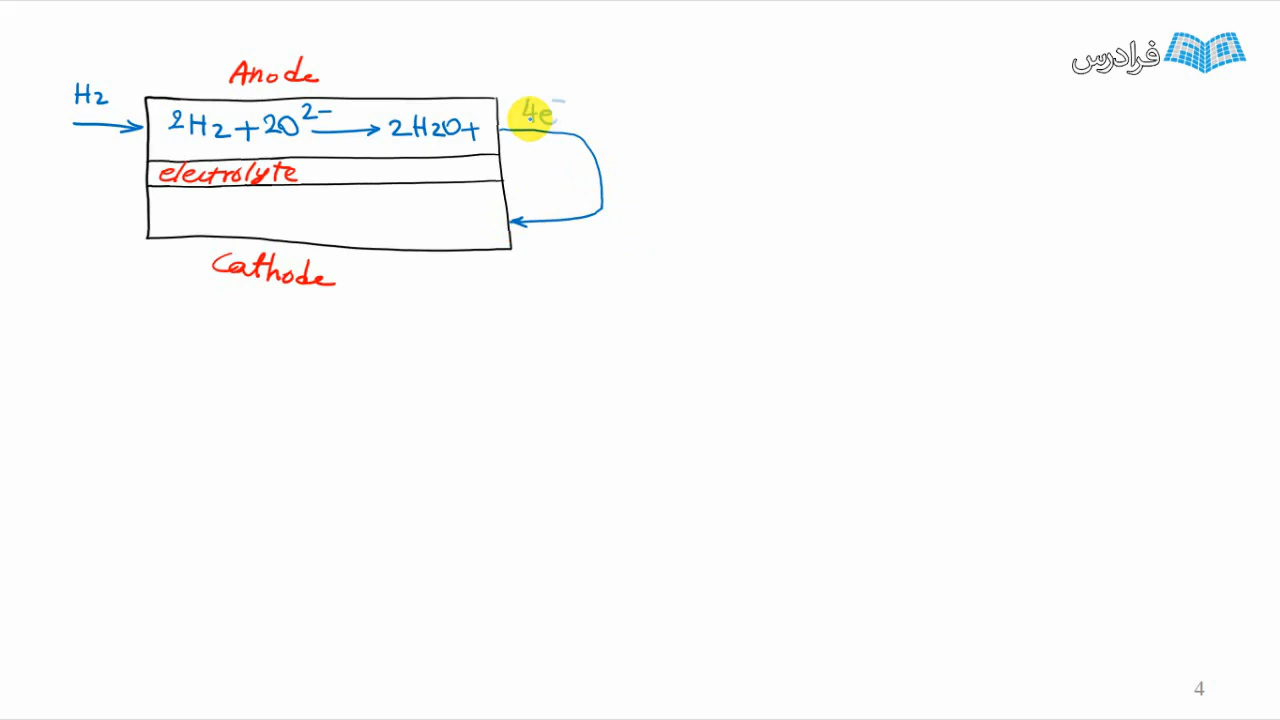 فرادرس
Anode
H2
2H2 + 2O2- → 2H2O + 4e-
electrolyte
Cathode
4